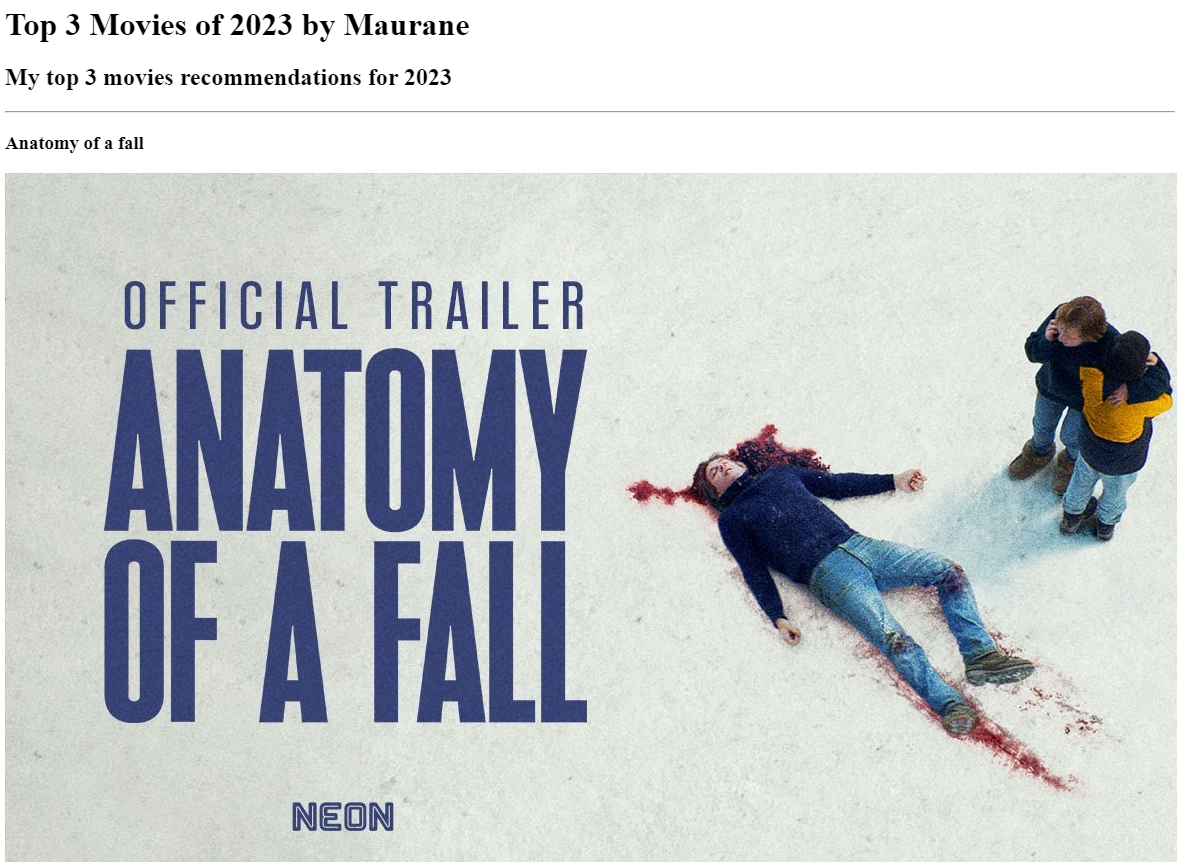 Top 3 Movies of 2023 by Maurane
My top 3 movies recommendations for 2023
Anatomy of a fall
OFFICIAL TRAILER
ANATOMY
OF A FALL
NEON